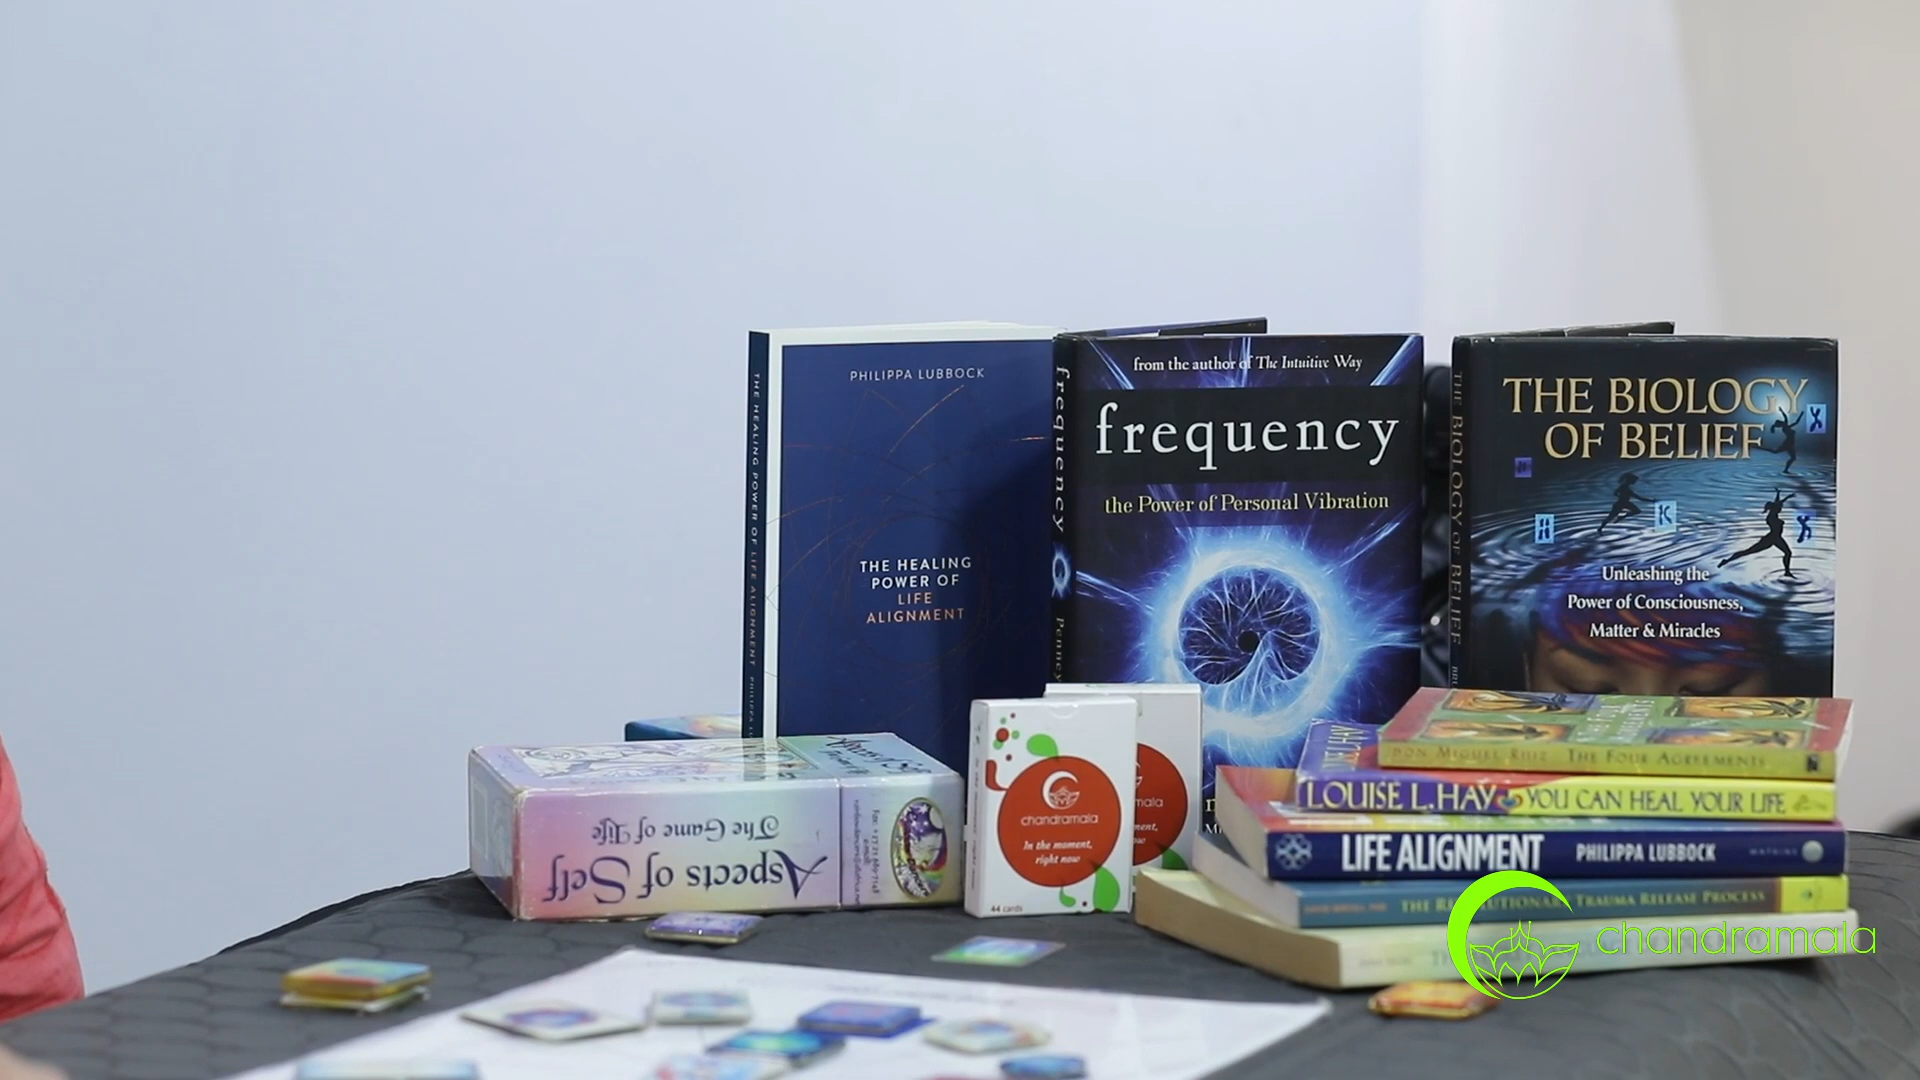 PHILIPPA LUBBOCK
THE HEALING
POWER OF
LIFE
ALIGNMENT
THE HEALING POWER OF LIFE ALIGNMENT
from the author of The Intuitive Way
frequency
the Power of Personal Vibration
frequency
Penney
THE BIOLOGY
OF BELIEF
Unleashing the
Power of Consciousness,
Matter & Miracles
THE BIOLOGY OF BELIEF
Aspects of Self
The Game of Life
chandramala
In the moment,
right now
44 cards
DON MIGUEL RUIZ THE FOUR AGREEMENTS
LOUISE L. HAY YOU CAN HEAL YOUR LIFE
LIFE ALIGNMENT PHILIPPA LUBBOCK WATKINS
THE REVOLUTIONARY TRAUMA RELEASE PROCESS
chandramala